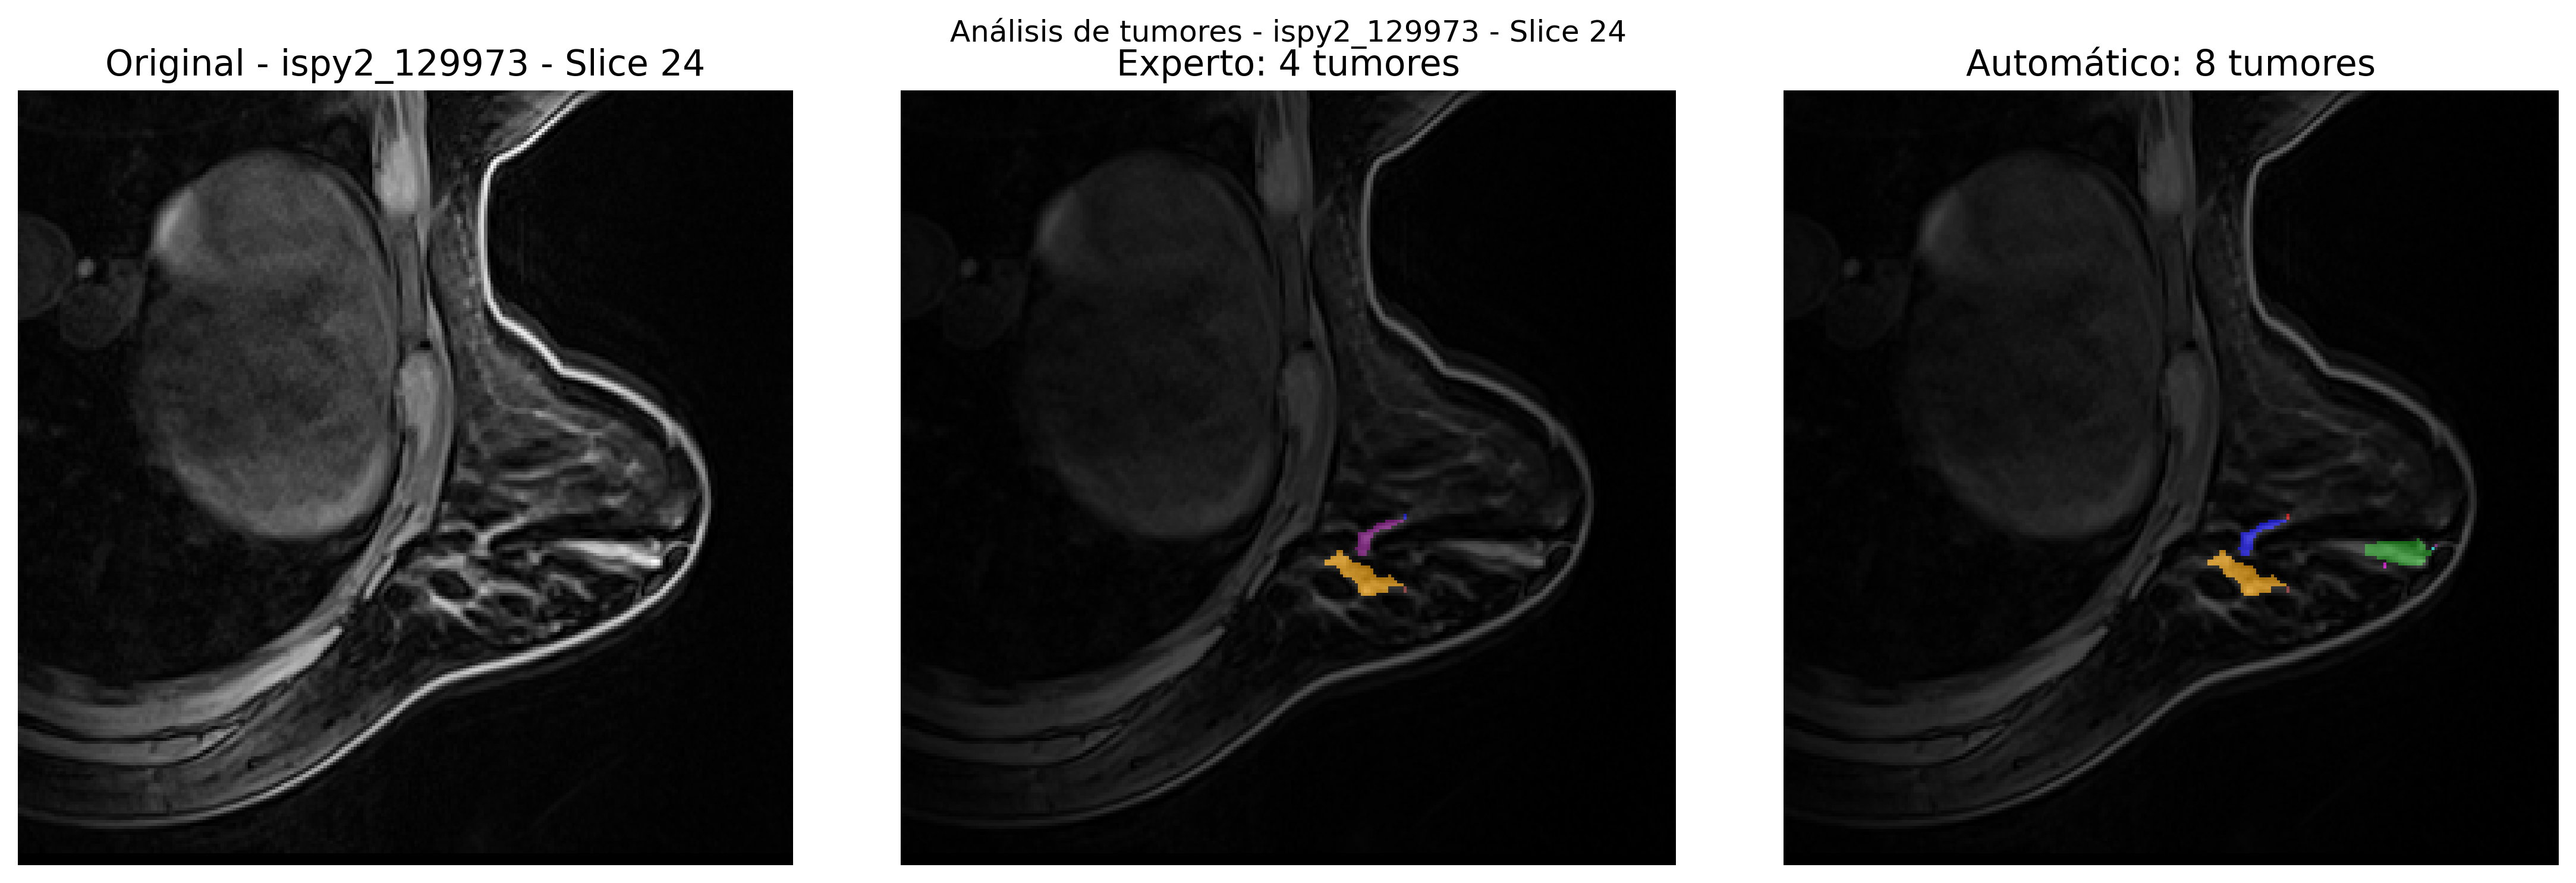 Análisis de tumores - ispy2_129973 - Slice 24
Original - ispy2_129973 - Slice 24
Experto: 4 tumores
Automático: 8 tumores